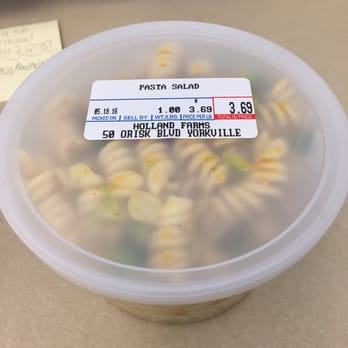 PASTA SALAD
05.19.16 1.00 3.69 3.69
PACKED ON SELL BY WT./LBS. PRICE PER LB. TOTAL PRICE
HOLLAND FARMS
50 ORISK BLVD YORKVILLE